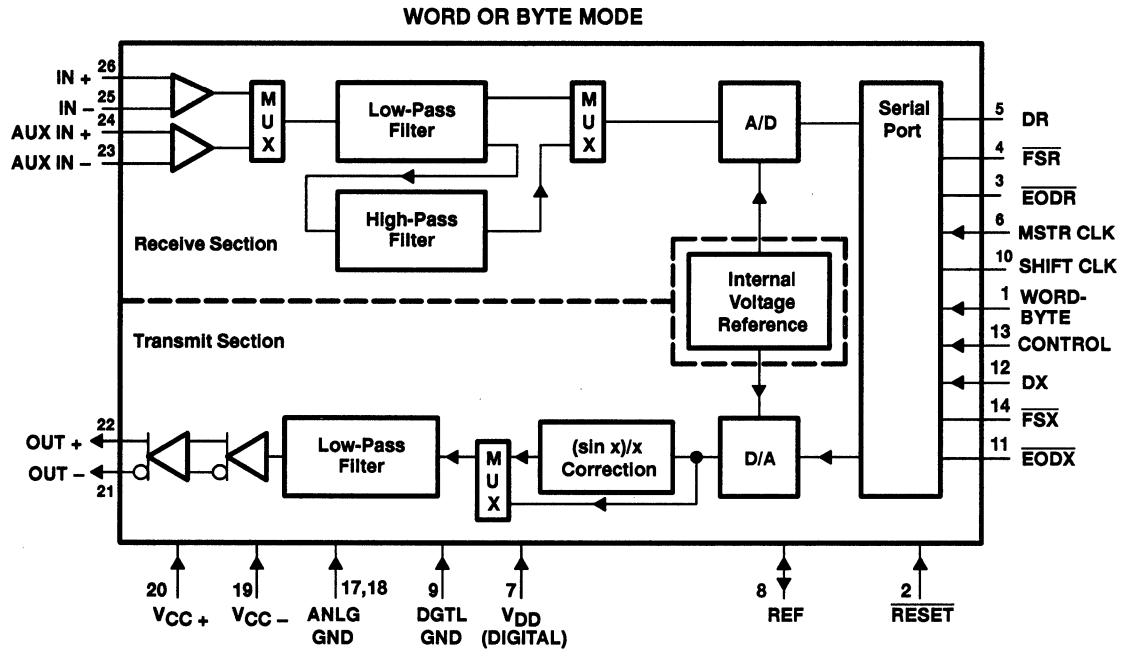 WORD OR BYTE MODE
26
IN +
25
IN –
24
AUX IN +
23
AUX IN –
MUX
Low-Pass
Filter
High-Pass
Filter
MUX
A/D
Serial
Port
5
DR
4
FSR
3
EODR
6
MSTR CLK
10
SHIFT CLK
1
WORD-
BYTE
13
CONTROL
12
DX
14
FSX
11
EODX
Receive Section
Internal
Voltage
Reference
Transmit Section
22
OUT +
OUT –
21
Low-Pass
Filter
MUX
(sin x)/x
Correction
D/A
20
VCC +
19
VCC –
17,18
ANLG
GND
9
DGTL
GND
7
VDD
(DIGITAL)
8
REF
2
RESET